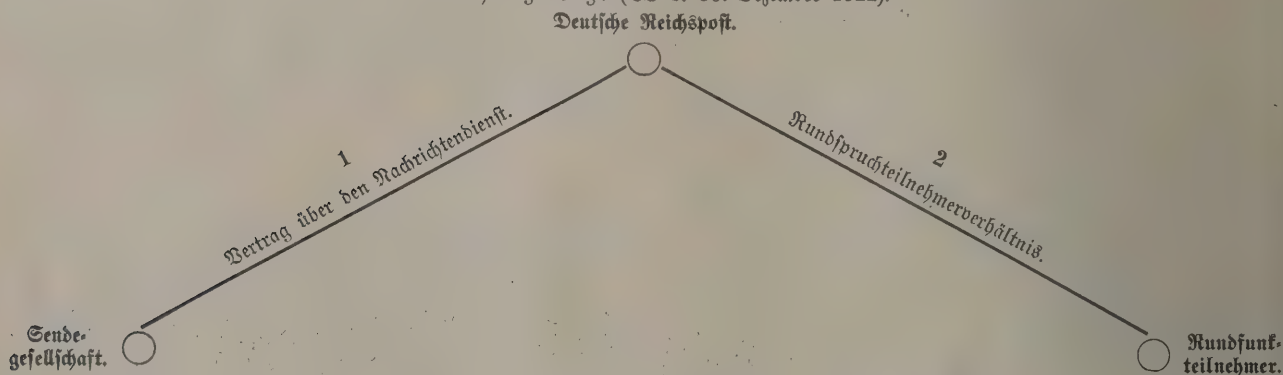 Deutsche Reichspost.
1
Vertrag über den Nachrichtendienst.
2
Rundspruchteilnehmerverhältnis.
Sende-
gesellschaft.
Rundfunk-
teilnehmer.